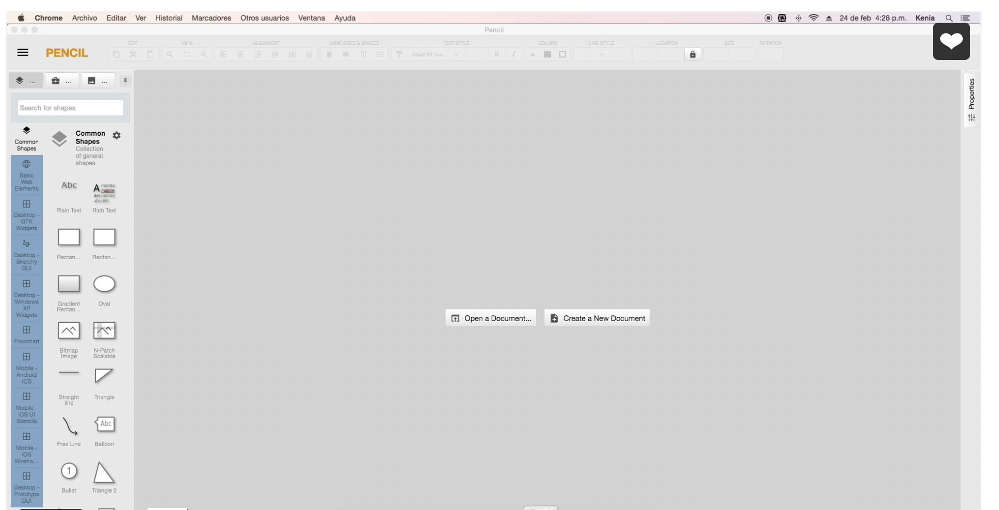 Chrome Archivo Editar Ver Historial Marcadores Otros usuarios Ventana Ayuda 24 de feb 4:28 p.m. Kenia
Pencil
EDIT 100% ALIGNMENT SAME SIZES & SPACES TEXT STYLE COLORS LINE STYLE LOCATION SIZE ROTATION
PENCIL Abadi MT Con... B I A
... ... ...
Properties
Search for shapes
Common
Shapes
Basic
Web
Elements
Desktop -
GTK
Widgets
Desktop -
Sketchy
GUI
Desktop -
Windows
XP
Widgets
Flowchart
Mobile -
Android
ICS
Mobile -
iOS UI
Stencils
Mobile -
iOS
Wirefra...
Desktop -
Prototype
GUI
Common
Shapes
Collection
of general
shapes
Abc
A mundu
magine
del tannito
abscidit
Plain Text Rich Text
Rectan... Rectan...
Gradient
Rectan...
Oval
Bitmap
Image
N-Patch
Scalable
Straight
line
Triangle
Abc
Free Line Balloon
1
Bullet Triangle 2
Open a Document... Create a New Document